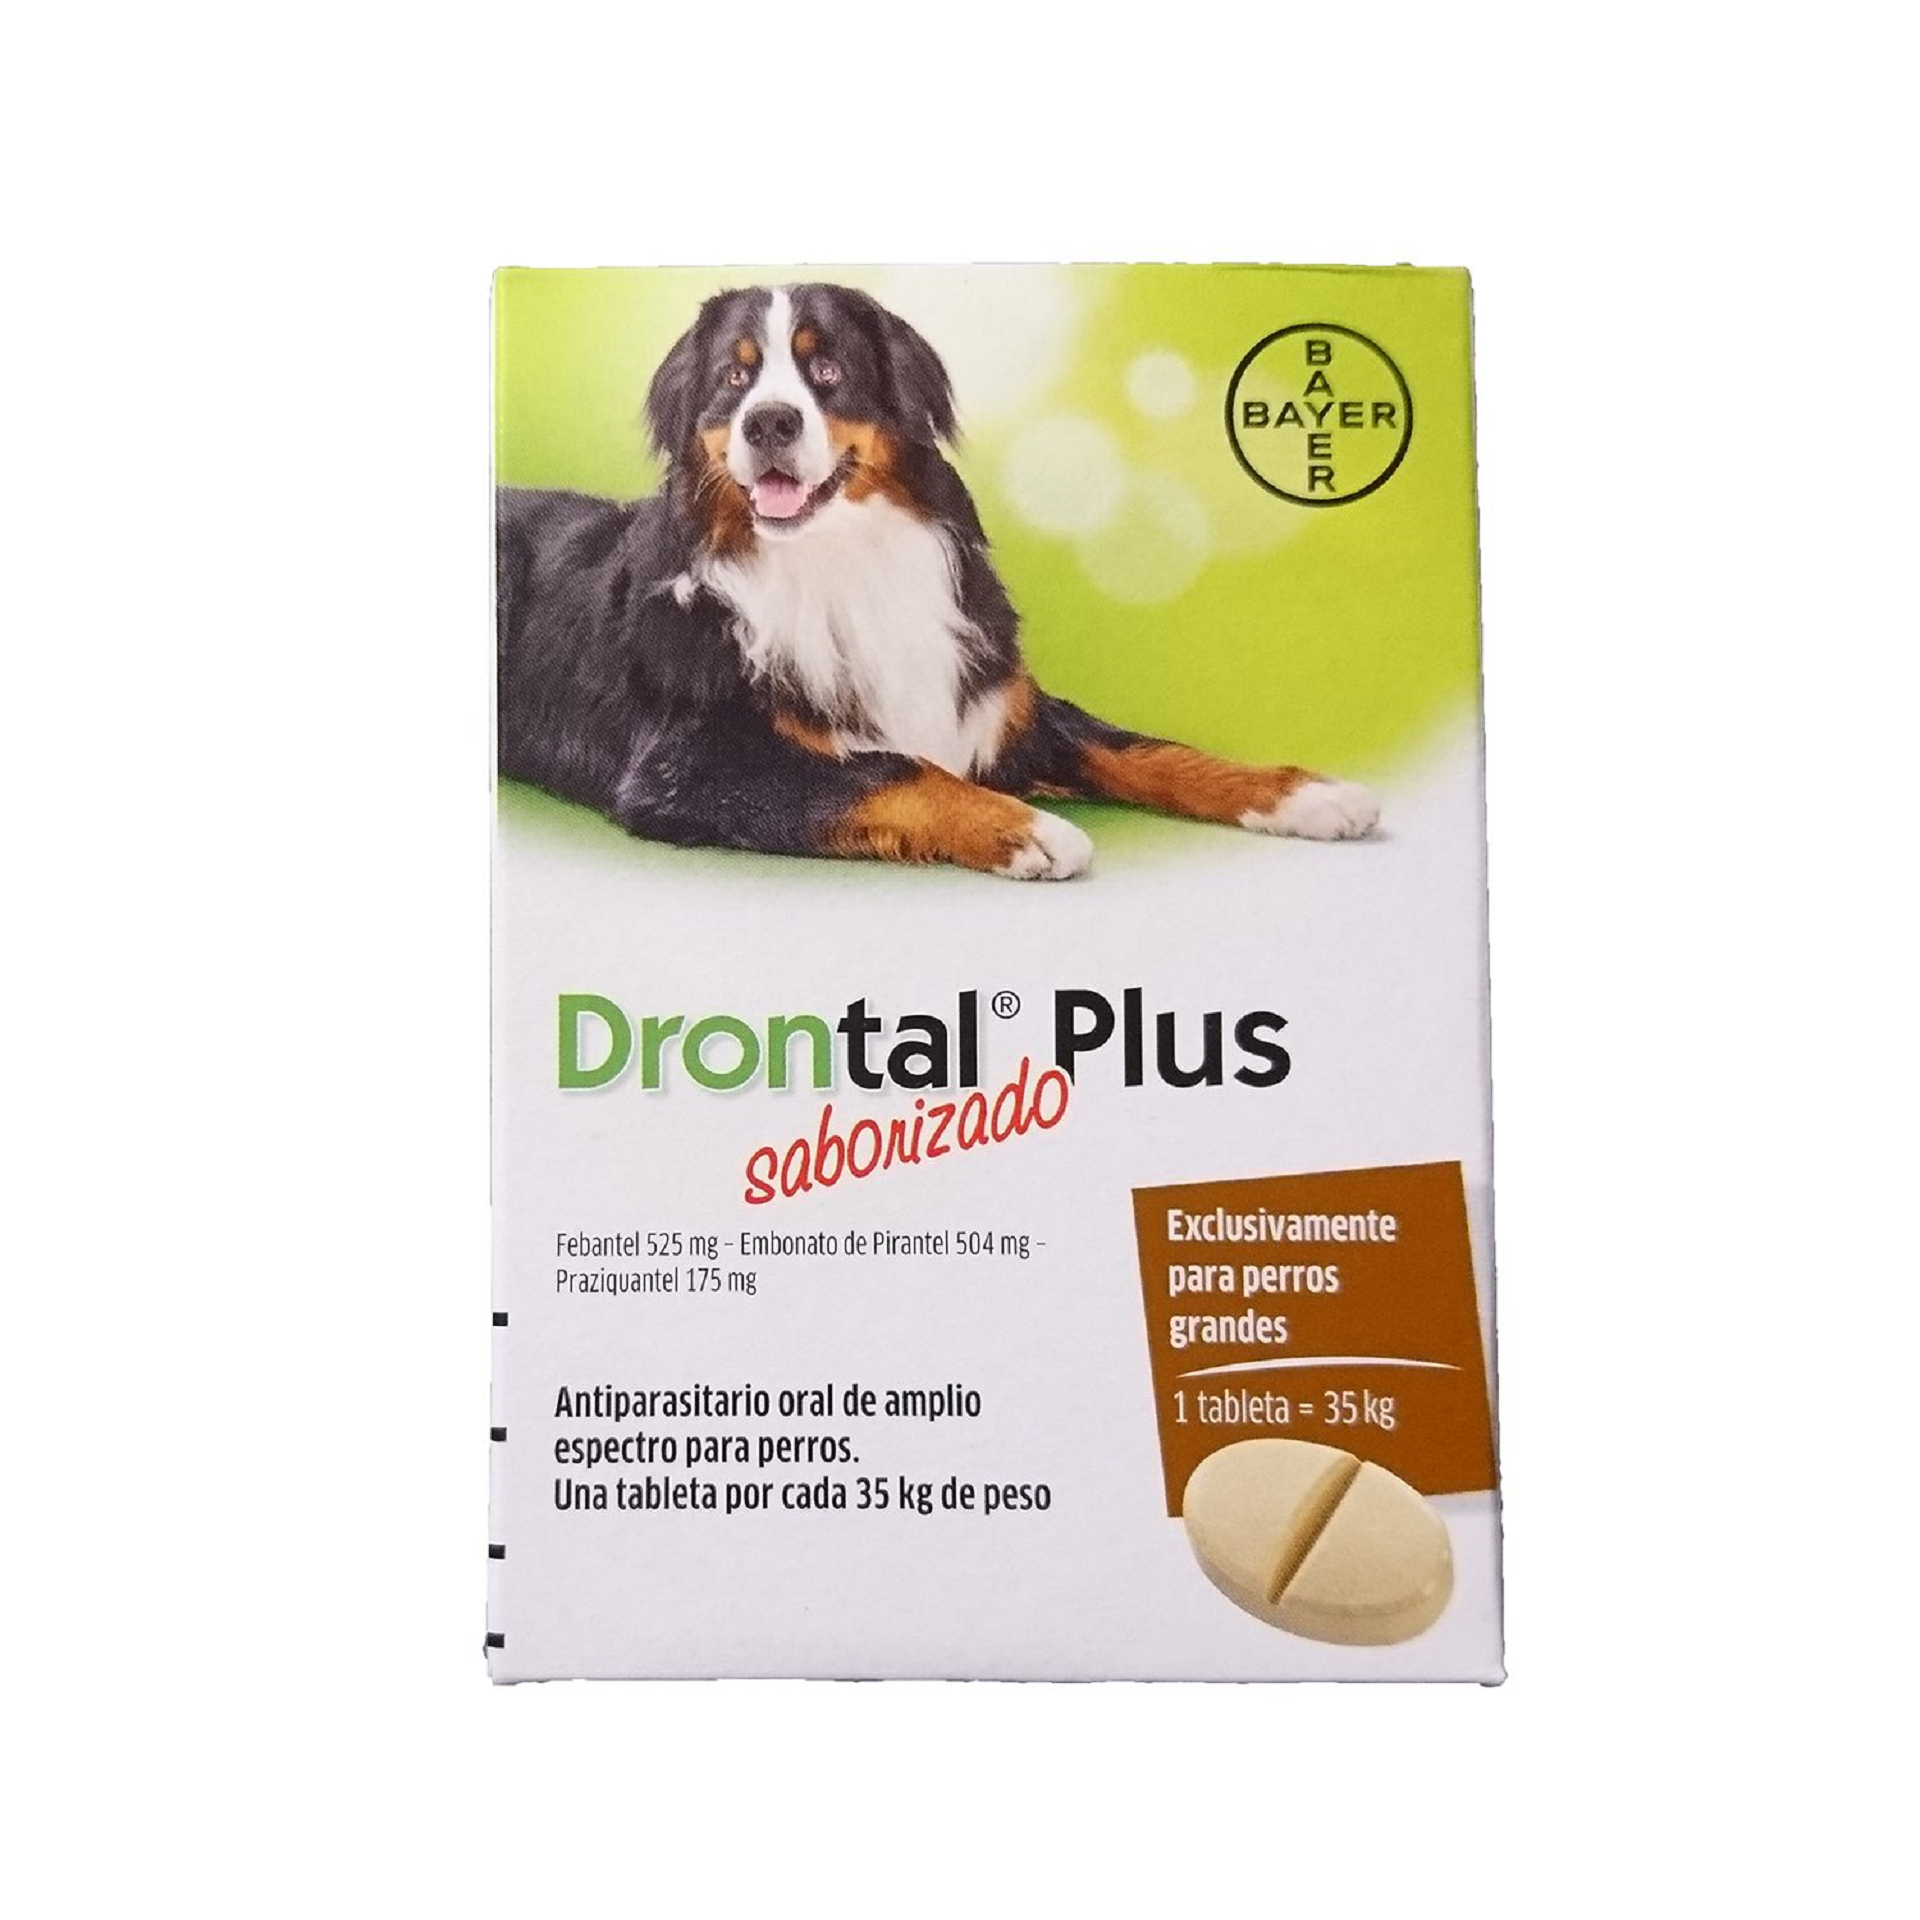 BAYER
BAYER
Drontal® Plus
saborizado
Febantel 525 mg – Embonato de Pirantel 504 mg –
Praziquantel 175 mg
Antiparasitario oral de amplio
espectro para perros.
Una tableta por cada 35 kg de peso
Exclusivamente
para perros
grandes
1 tableta = 35 kg